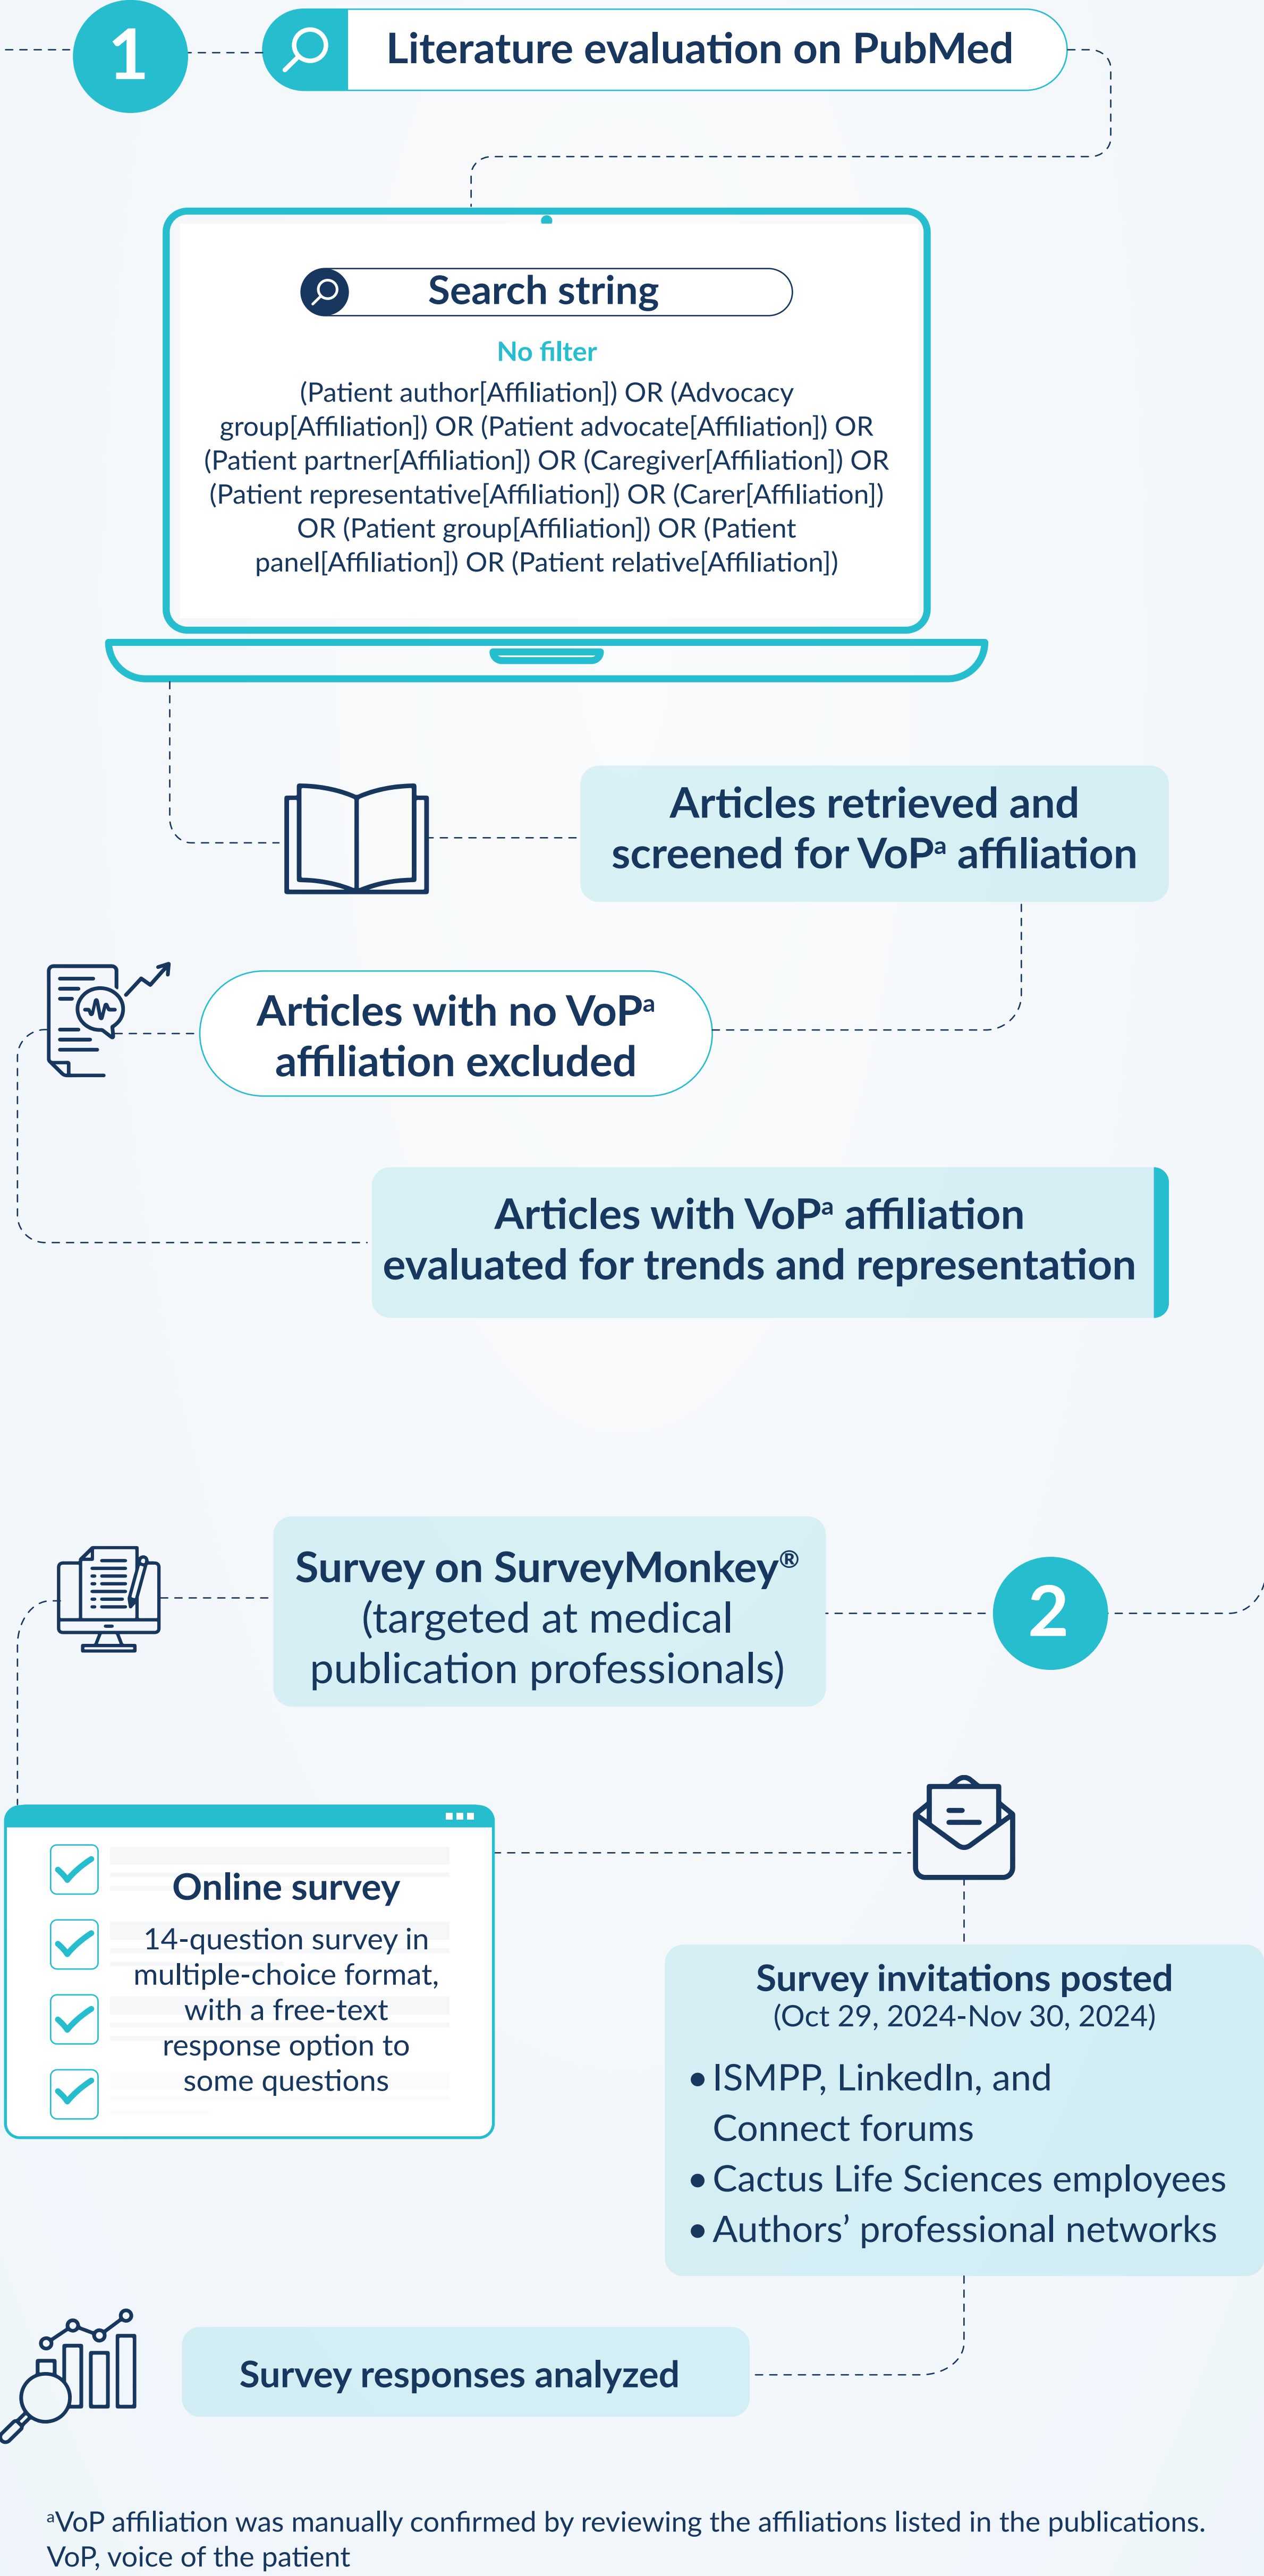 1
Literature evaluation on PubMed
Search string
No filter
(Patient author[Affiliation]) OR (Advocacy
group[Affiliation]) OR (Patient advocate[Affiliation]) OR
(Patient partner[Affiliation]) OR (Caregiver[Affiliation]) OR
(Patient representative[Affiliation]) OR (Carer[Affiliation])
OR (Patient group[Affiliation]) OR (Patient
panel[Affiliation]) OR (Patient relative[Affiliation])
Articles retrieved and
screened for VoPᵃ affiliation
Articles with no VoPᵃ
affiliation excluded
Articles with VoPᵃ affiliation
evaluated for trends and representation
2
Survey on SurveyMonkey®
(targeted at medical
publication professionals)
Online survey
14-question survey in
multiple-choice format,
with a free-text
response option to
some questions
Survey invitations posted
(Oct 29, 2024-Nov 30, 2024)
• ISMPP, LinkedIn, and
Connect forums
• Cactus Life Sciences employees
• Authors’ professional networks
Survey responses analyzed
ᵃVoP affiliation was manually confirmed by reviewing the affiliations listed in the publications.
VoP, voice of the patient